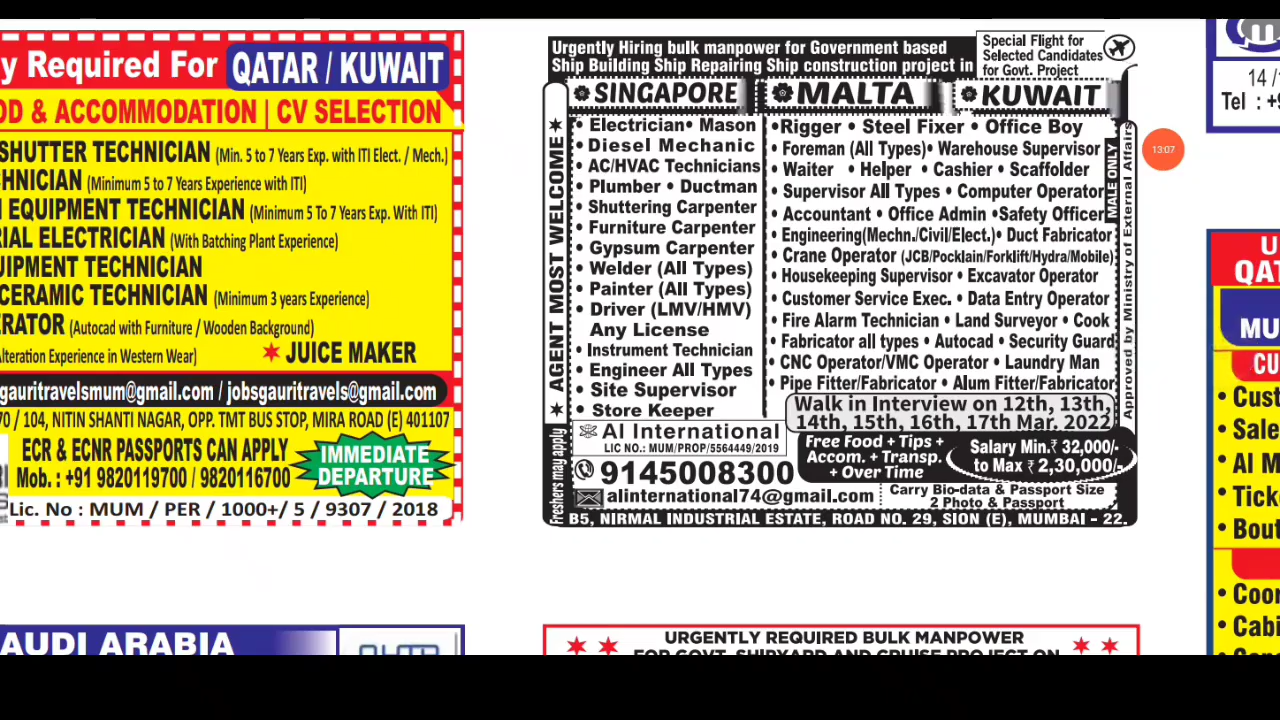 y Required For QATAR / KUWAIT
OD & ACCOMMODATION | CV SELECTION
SHUTTER TECHNICIAN (Min. 5 to 7 Years Exp. with ITI Elect. / Mech.)
CHNICIAN (Minimum 5 to 7 Years Experience with ITI)
EQUIPMENT TECHNICIAN (Minimum 5 To 7 Years Exp. With ITI)
RIAL ELECTRICIAN (With Batching Plant Experience)
UIPMENT TECHNICIAN
CERAMIC TECHNICIAN (Minimum 3 years Experience)
ERATOR (Autocad with Furniture / Wooden Background)
Alteration Experience in Western Wear) JUICE MAKER
gauritravelsmum@gmail.com / jobsgauritravels@gmail.com
70 / 104, NITIN SHANTI NAGAR, OPP. TMT BUS STOP, MIRA ROAD (E) 401107
ECR & ECNR PASSPORTS CAN APPLY
Mob. : +91 9820119700 / 9820116700
IMMEDIATE
DEPARTURE
Lic. No : MUM / PER / 1000+/ 5 / 9307 / 2018
AUDI ARABIA
Urgently Hiring bulk manpower for Government based
Ship Building Ship Repairing Ship construction project in
Special Flight for
Selected Candidates
for Govt. Project
SINGAPORE MALTA KUWAIT
AGENT MOST WELCOME
Freshers may apply
• Electrician • Mason
• Diesel Mechanic
• AC/HVAC Technicians
• Plumber • Ductman
• Shuttering Carpenter
• Furniture Carpenter
• Gypsum Carpenter
• Welder (All Types)
• Painter (All Types)
• Driver (LMV/HMV)
Any License
• Instrument Technician
• Engineer All Types
• Site Supervisor
• Store Keeper
• Rigger • Steel Fixer • Office Boy
• Foreman (All Types) • Warehouse Supervisor
• Waiter • Helper • Cashier • Scaffolder
• Supervisor All Types • Computer Operator
• Accountant • Office Admin • Safety Officer
• Engineering(Mechn./Civil/Elect.) • Duct Fabricator
• Crane Operator (JCB/Pocklain/Forklift/Hydra/Mobile)
• Housekeeping Supervisor • Excavator Operator
• Customer Service Exec. • Data Entry Operator
• Fire Alarm Technician • Land Surveyor • Cook
• Fabricator all types • Autocad • Security Guard
• CNC Operator/VMC Operator • Laundry Man
• Pipe Fitter/Fabricator • Alum Fitter/Fabricator
MALE ONLY
Approved by Ministry of External Affairs
Walk in Interview on 12th, 13th,
14th, 15th, 16th, 17th Mar. 2022
AI International
LIC NO.: MUM/PROP/5564449/2019
9145008300
alinternational74@gmail.com
Free Food + Tips +
Accom. + Transp.
+ Over Time
Salary Min.₹ 32,000/-
to Max ₹ 2,30,000/-
Carry Bio-data & Passport Size
2 Photo & Passport
B5, NIRMAL INDUSTRIAL ESTATE, ROAD NO. 29, SION (E), MUMBAI - 22.
URGENTLY REQUIRED BULK MANPOWER
FOR GOVT. SHIPYARD AND CRUISE PROJECT ON
13:07
14 /
Tel : +9
U
QAT
MU
CU
• Cust
• Sale
• Al M
• Tick
• Bout
• Coor
• Cabi